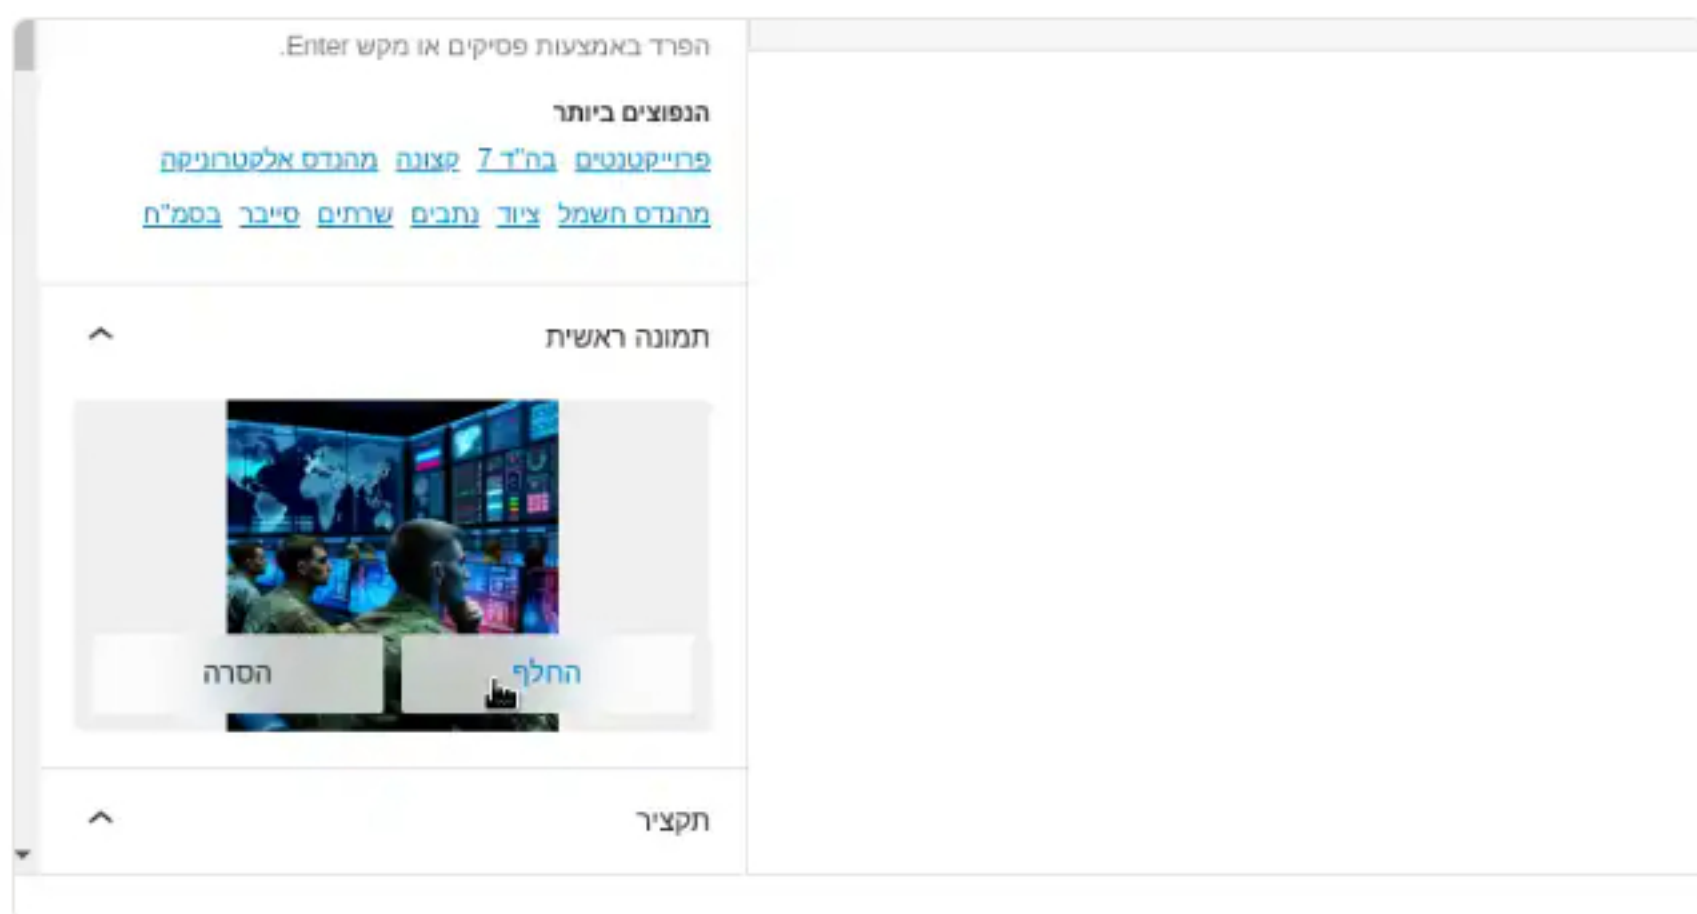 הפרד באמצעות פסיקים או מקש Enter.
הנפוצים ביותר
פרוייקטנטים בה"ד 7 קצונה מהנדס אלקטרוניקה
מהנדס חשמל ציוד נתבים שרתים סייבר בסמ"ח
תמונה ראשית
החלף הסרה
תקציר